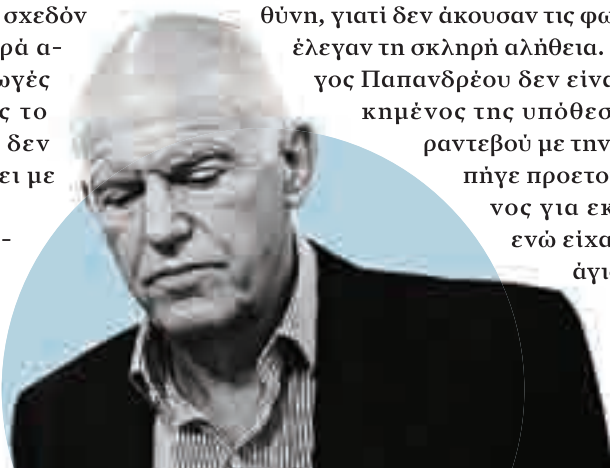 σχεδόν
ρά α-
ωγές
ς το
δεν
ει με
-
θύνη, γιατί δεν άκουσαν τις φω
έλεγαν τη σκληρή αλήθεια.
γος Παπανδρέου δεν είνα
κημένος της υπόθεσ
ραντεβού με την
πήγε προετο
νος για εκ
ενώ είχα
άγι